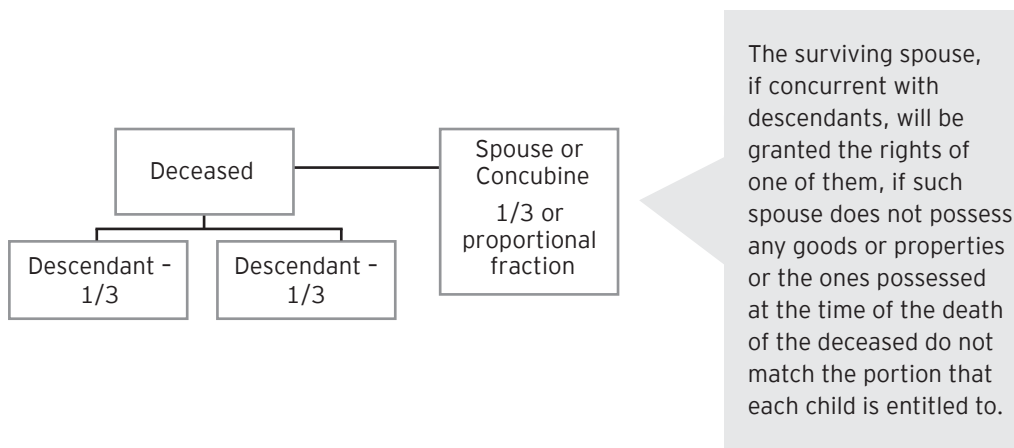 Deceased
Spouse or
Concubine
1/3 or
proportional
fraction
Descendant –
1/3
Descendant –
1/3
The surviving spouse,
if concurrent with
descendants, will be
granted the rights of
one of them, if such
spouse does not possess
any goods or properties
or the ones possessed
at the time of the death
of the deceased do not
match the portion that
each child is entitled to.